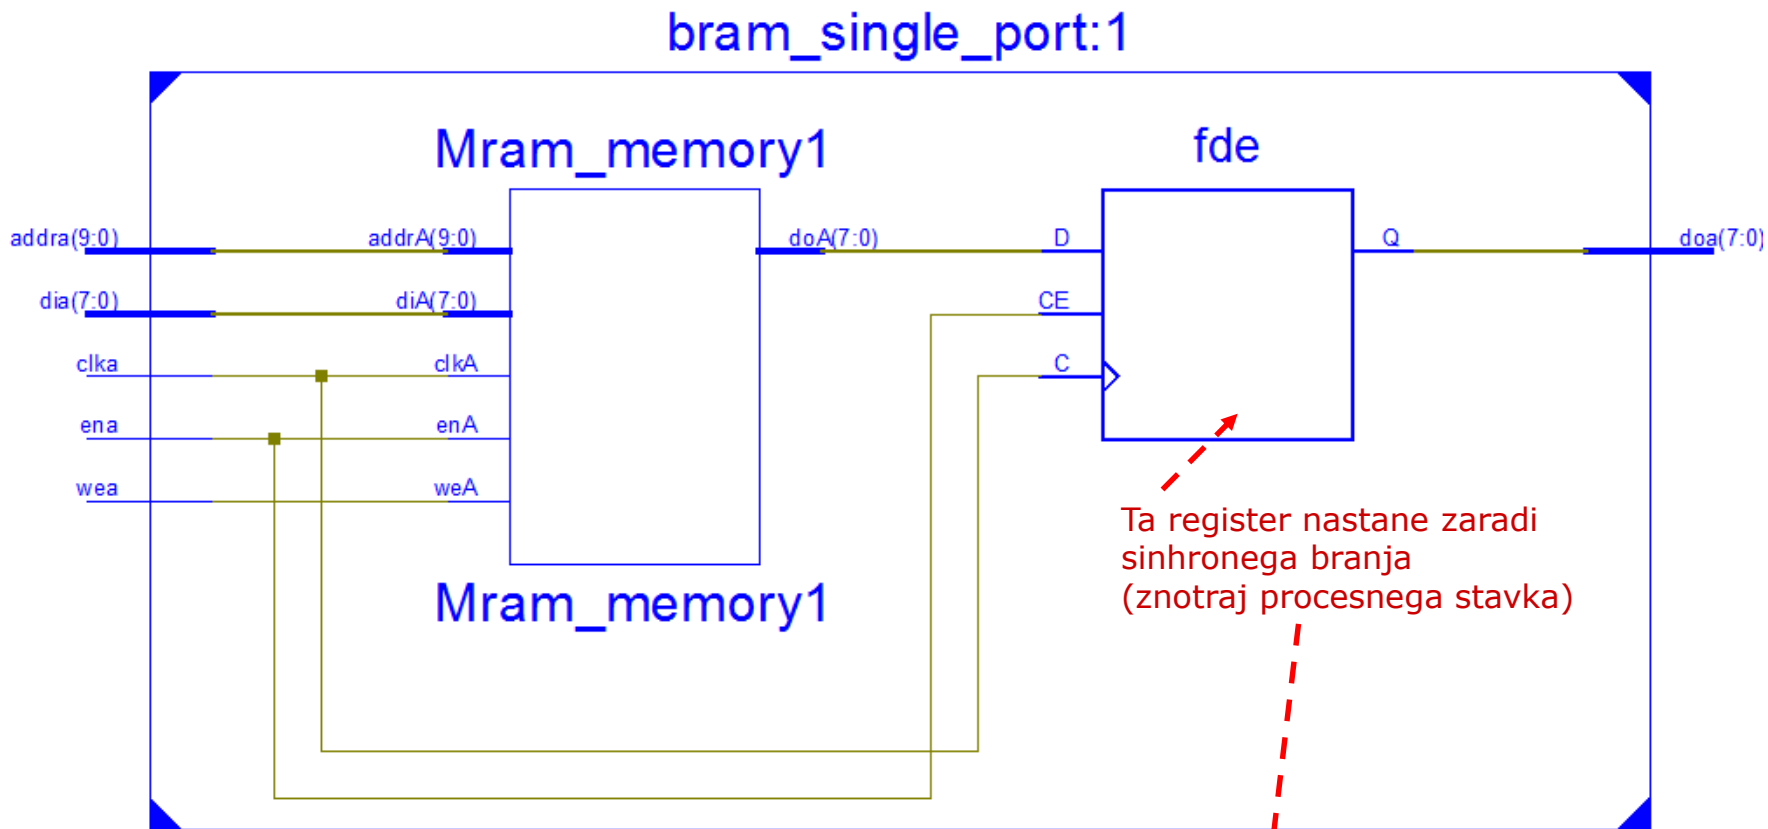 bram_single_port:1
Mram_memory1
fde
addra(9:0)
addrA(9:0)
doA(7:0)
D
Q
doa(7:0)
dia(7:0)
diA(7:0)
CE
clka
clkA
C
ena
enA
wea
weA
Ta register nastane zaradi
sinhronega branja
(znotraj procesnega stavka)
Mram_memory1